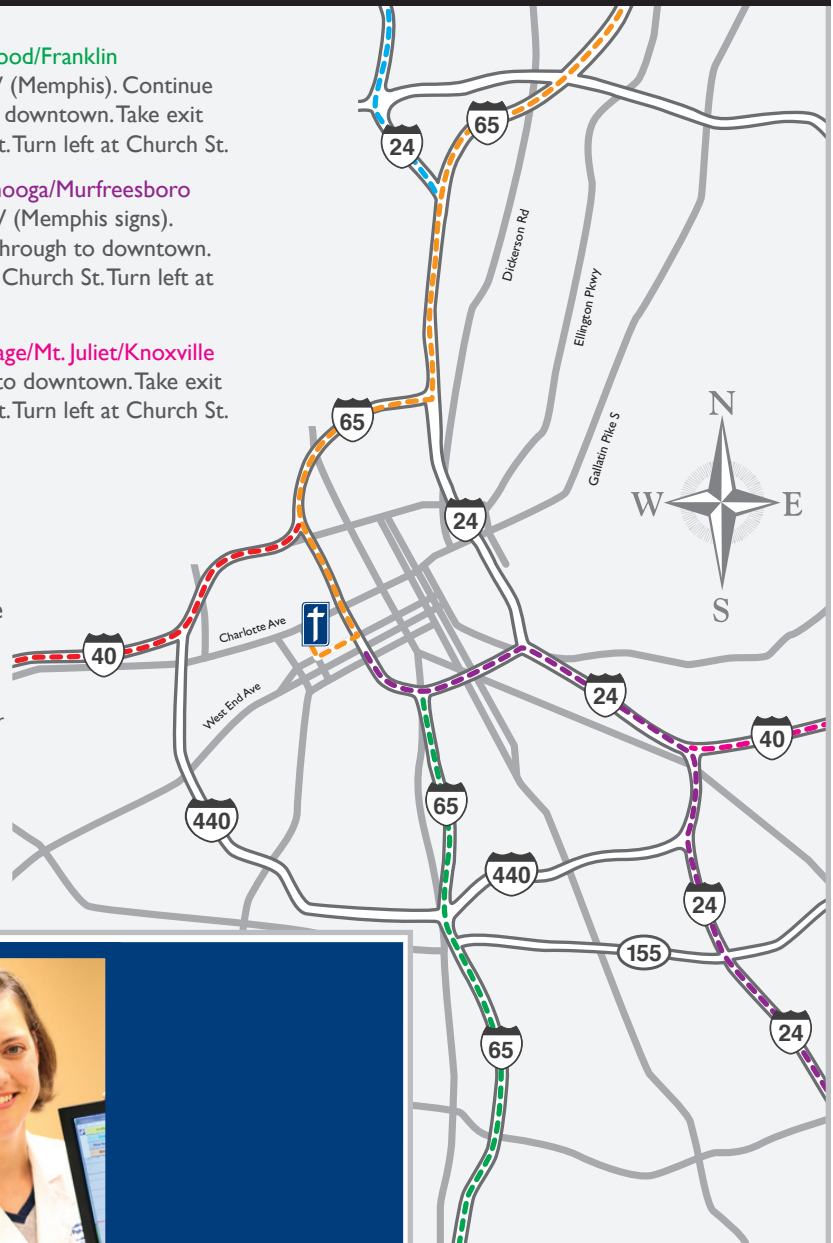 ood/Franklin
(Memphis). Continue
downtown. Take exit
t. Turn left at Church St.
nooga/Murfreesboro
(Memphis signs).
hrough to downtown.
Church St. Turn left at
age/Mt. Juliet/Knoxville
to downtown. Take exit
t. Turn left at Church St.
65
24
Dickerson Rd
Ellington Pkwy
Gallatin Pike S
65
N
W
E
S
24
Charlotte Ave
40
West End Ave
24
40
65
440
440
24
155
24
65